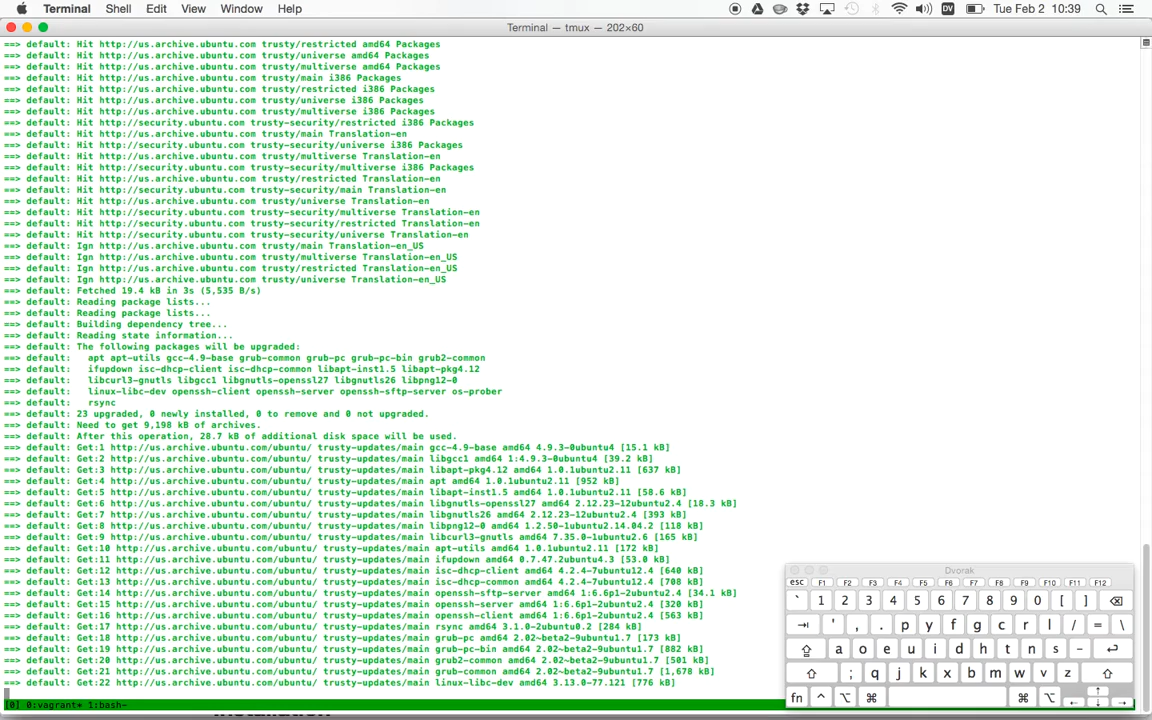 Terminal Shell Edit View Window Help DV Tue Feb 2 10:39
Terminal — tmux — 202×60
==> default: Hit http://us.archive.ubuntu.com trusty/restricted amd64 Packages
==> default: Hit http://us.archive.ubuntu.com trusty/universe amd64 Packages
==> default: Hit http://us.archive.ubuntu.com trusty/multiverse amd64 Packages
==> default: Hit http://us.archive.ubuntu.com trusty/main i386 Packages
==> default: Hit http://us.archive.ubuntu.com trusty/restricted i386 Packages
==> default: Hit http://us.archive.ubuntu.com trusty/universe i386 Packages
==> default: Hit http://us.archive.ubuntu.com trusty/multiverse i386 Packages
==> default: Hit http://security.ubuntu.com trusty-security/restricted i386 Packages
==> default: Hit http://us.archive.ubuntu.com trusty/main Translation-en
==> default: Hit http://security.ubuntu.com trusty-security/universe i386 Packages
==> default: Hit http://us.archive.ubuntu.com trusty/multiverse Translation-en
==> default: Hit http://security.ubuntu.com trusty-security/multiverse i386 Packages
==> default: Hit http://us.archive.ubuntu.com trusty/restricted Translation-en
==> default: Hit http://security.ubuntu.com trusty-security/main Translation-en
==> default: Hit http://us.archive.ubuntu.com trusty/universe Translation-en
==> default: Hit http://security.ubuntu.com trusty-security/multiverse Translation-en
==> default: Hit http://security.ubuntu.com trusty-security/restricted Translation-en
==> default: Hit http://security.ubuntu.com trusty-security/universe Translation-en
==> default: Ign http://us.archive.ubuntu.com trusty/main Translation-en_US
==> default: Ign http://us.archive.ubuntu.com trusty/multiverse Translation-en_US
==> default: Ign http://us.archive.ubuntu.com trusty/restricted Translation-en_US
==> default: Ign http://us.archive.ubuntu.com trusty/universe Translation-en_US
==> default: Fetched 19.4 kB in 3s (5,535 B/s)
==> default: Reading package lists...
==> default: Reading package lists...
==> default: Building dependency tree...
==> default: Reading state information...
==> default: The following packages will be upgraded:
==> default: apt apt-utils gcc-4.9-base grub-common grub-pc grub-pc-bin grub2-common
==> default: ifupdown isc-dhcp-client isc-dhcp-common libapt-inst1.5 libapt-pkg4.12
==> default: libcurl3-gnutls libgcc1 libgnutls-openssl27 libgnutls26 libpng12-0
==> default: linux-libc-dev openssh-client openssh-server openssh-sftp-server os-prober
==> default: rsync
==> default: 23 upgraded, 0 newly installed, 0 to remove and 0 not upgraded.
==> default: Need to get 9,198 kB of archives.
==> default: After this operation, 28.7 kB of additional disk space will be used.
==> default: Get:1 http://us.archive.ubuntu.com/ubuntu/ trusty-updates/main gcc-4.9-base amd64 4.9.3-0ubuntu4 [15.1 kB]
==> default: Get:2 http://us.archive.ubuntu.com/ubuntu/ trusty-updates/main libgcc1 amd64 1:4.9.3-0ubuntu4 [39.2 kB]
==> default: Get:3 http://us.archive.ubuntu.com/ubuntu/ trusty-updates/main libapt-pkg4.12 amd64 1.0.1ubuntu2.11 [637 kB]
==> default: Get:4 http://us.archive.ubuntu.com/ubuntu/ trusty-updates/main apt amd64 1.0.1ubuntu2.11 [952 kB]
==> default: Get:5 http://us.archive.ubuntu.com/ubuntu/ trusty-updates/main libapt-inst1.5 amd64 1.0.1ubuntu2.11 [58.6 kB]
==> default: Get:6 http://us.archive.ubuntu.com/ubuntu/ trusty-updates/main libgnutls-openssl27 amd64 2.12.23-12ubuntu2.4 [18.3 kB]
==> default: Get:7 http://us.archive.ubuntu.com/ubuntu/ trusty-updates/main libgnutls26 amd64 2.12.23-12ubuntu2.4 [393 kB]
==> default: Get:8 http://us.archive.ubuntu.com/ubuntu/ trusty-updates/main libpng12-0 amd64 1.2.50-1ubuntu2.14.04.2 [118 kB]
==> default: Get:9 http://us.archive.ubuntu.com/ubuntu/ trusty-updates/main libcurl3-gnutls amd64 7.35.0-1ubuntu2.6 [165 kB]
==> default: Get:10 http://us.archive.ubuntu.com/ubuntu/ trusty-updates/main apt-utils amd64 1.0.1ubuntu2.11 [172 kB]
==> default: Get:11 http://us.archive.ubuntu.com/ubuntu/ trusty-updates/main ifupdown amd64 0.7.47.2ubuntu4.3 [53.0 kB]
==> default: Get:12 http://us.archive.ubuntu.com/ubuntu/ trusty-updates/main isc-dhcp-client amd64 4.2.4-7ubuntu12.4 [640 kB]
==> default: Get:13 http://us.archive.ubuntu.com/ubuntu/ trusty-updates/main isc-dhcp-common amd64 4.2.4-7ubuntu12.4 [708 kB]
==> default: Get:14 http://us.archive.ubuntu.com/ubuntu/ trusty-updates/main openssh-sftp-server amd64 1:6.6p1-2ubuntu2.4 [34.1 kB]
==> default: Get:15 http://us.archive.ubuntu.com/ubuntu/ trusty-updates/main openssh-server amd64 1:6.6p1-2ubuntu2.4 [320 kB]
==> default: Get:16 http://us.archive.ubuntu.com/ubuntu/ trusty-updates/main openssh-client amd64 1:6.6p1-2ubuntu2.4 [563 kB]
==> default: Get:17 http://us.archive.ubuntu.com/ubuntu/ trusty-updates/main rsync amd64 3.1.0-2ubuntu0.2 [284 kB]
==> default: Get:18 http://us.archive.ubuntu.com/ubuntu/ trusty-updates/main grub-pc amd64 2.02~beta2-9ubuntu1.7 [173 kB]
==> default: Get:19 http://us.archive.ubuntu.com/ubuntu/ trusty-updates/main grub-pc-bin amd64 2.02~beta2-9ubuntu1.7 [882 kB]
==> default: Get:20 http://us.archive.ubuntu.com/ubuntu/ trusty-updates/main grub2-common amd64 2.02~beta2-9ubuntu1.7 [501 kB]
==> default: Get:21 http://us.archive.ubuntu.com/ubuntu/ trusty-updates/main grub-common amd64 2.02~beta2-9ubuntu1.7 [1,678 kB]
==> default: Get:22 http://us.archive.ubuntu.com/ubuntu/ trusty-updates/main linux-libc-dev amd64 3.13.0-77.121 [776 kB]
[0] 0:vagrant* 1:bash-
Dvorak
esc F1 F2 F3 F4 F5 F6 F7 F8 F9 F10 F11 F12
` 1 2 3 4 5 6 7 8 9 0 [ ] ⌫
⇥ ' , . p y f g c r l / = \
⇪ a o e u i d h t n s - ↩
⇧ ; q j k x b m w v z ⇧
fn ^ ⌥ ⌘ ⌘ ⌥ ← ↑ ↓ →